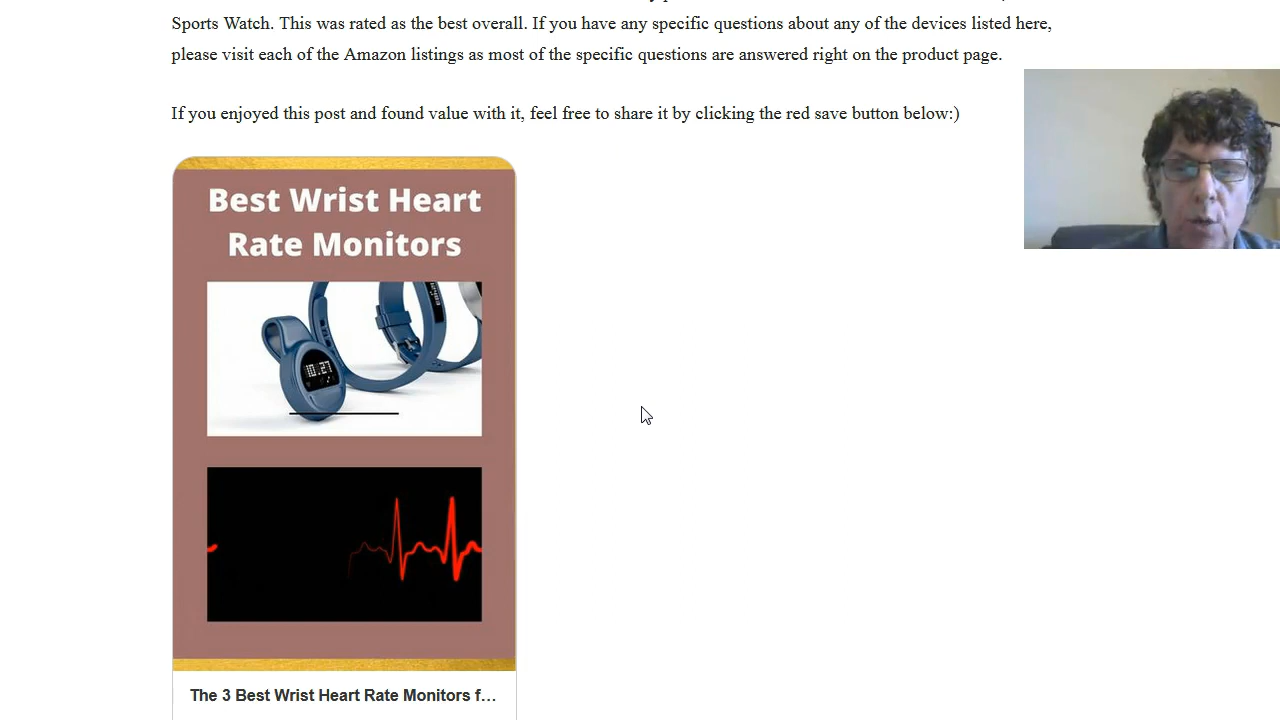 Sports Watch. This was rated as the best overall. If you have any specific questions about any of the devices listed here,
please visit each of the Amazon listings as most of the specific questions are answered right on the product page.
If you enjoyed this post and found value with it, feel free to share it by clicking the red save button below:)
Best Wrist Heart
Rate Monitors
10:27
The 3 Best Wrist Heart Rate Monitors f...